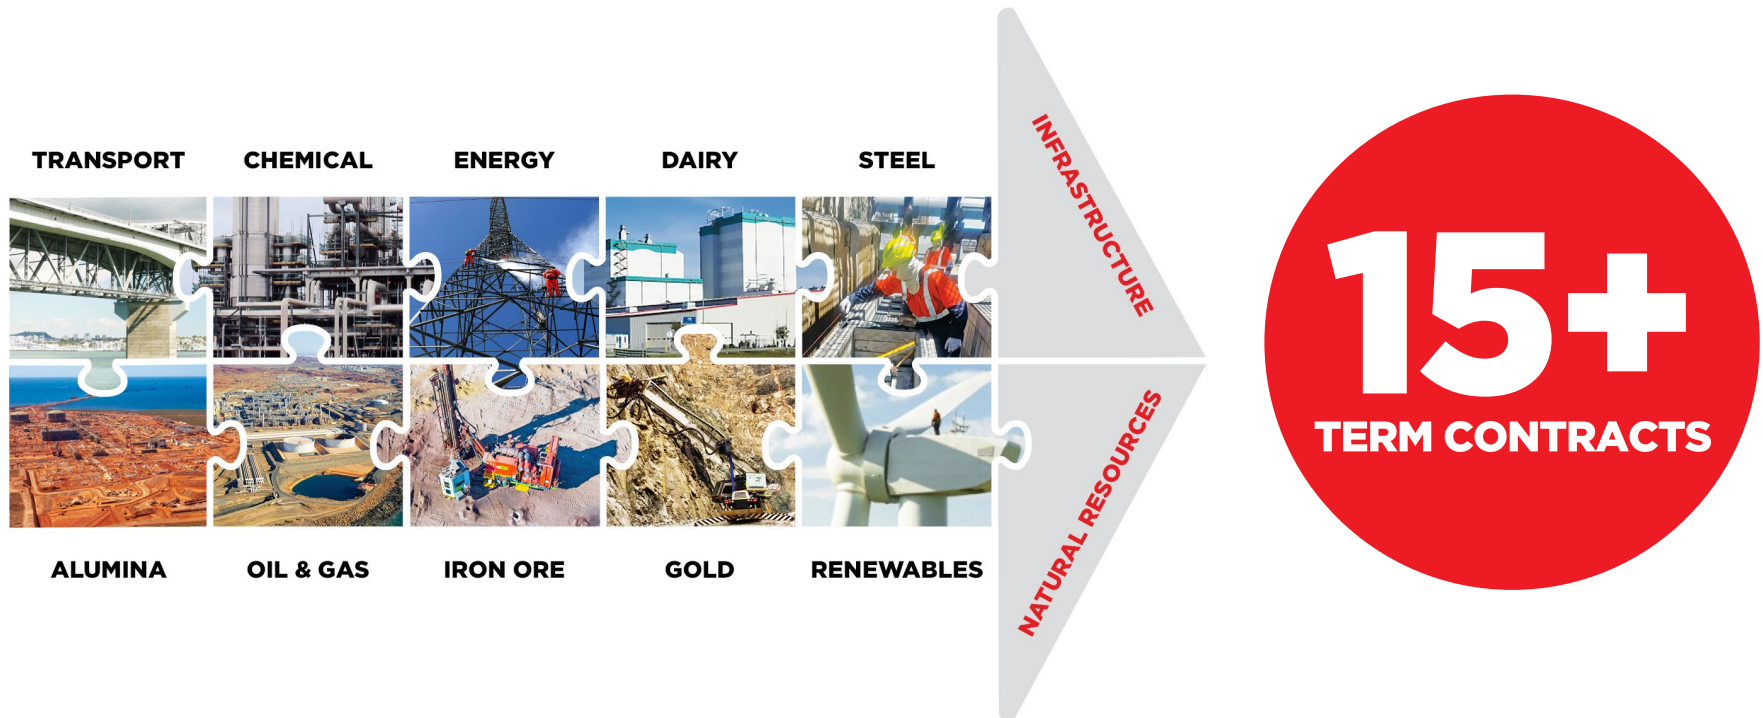 TRANSPORT
CHEMICAL
ENERGY
DAIRY
STEEL
INFRASTRUCTURE
ALUMINA
OIL & GAS
IRON ORE
GOLD
RENEWABLES
NATURAL RESOURCES
15+
TERM CONTRACTS